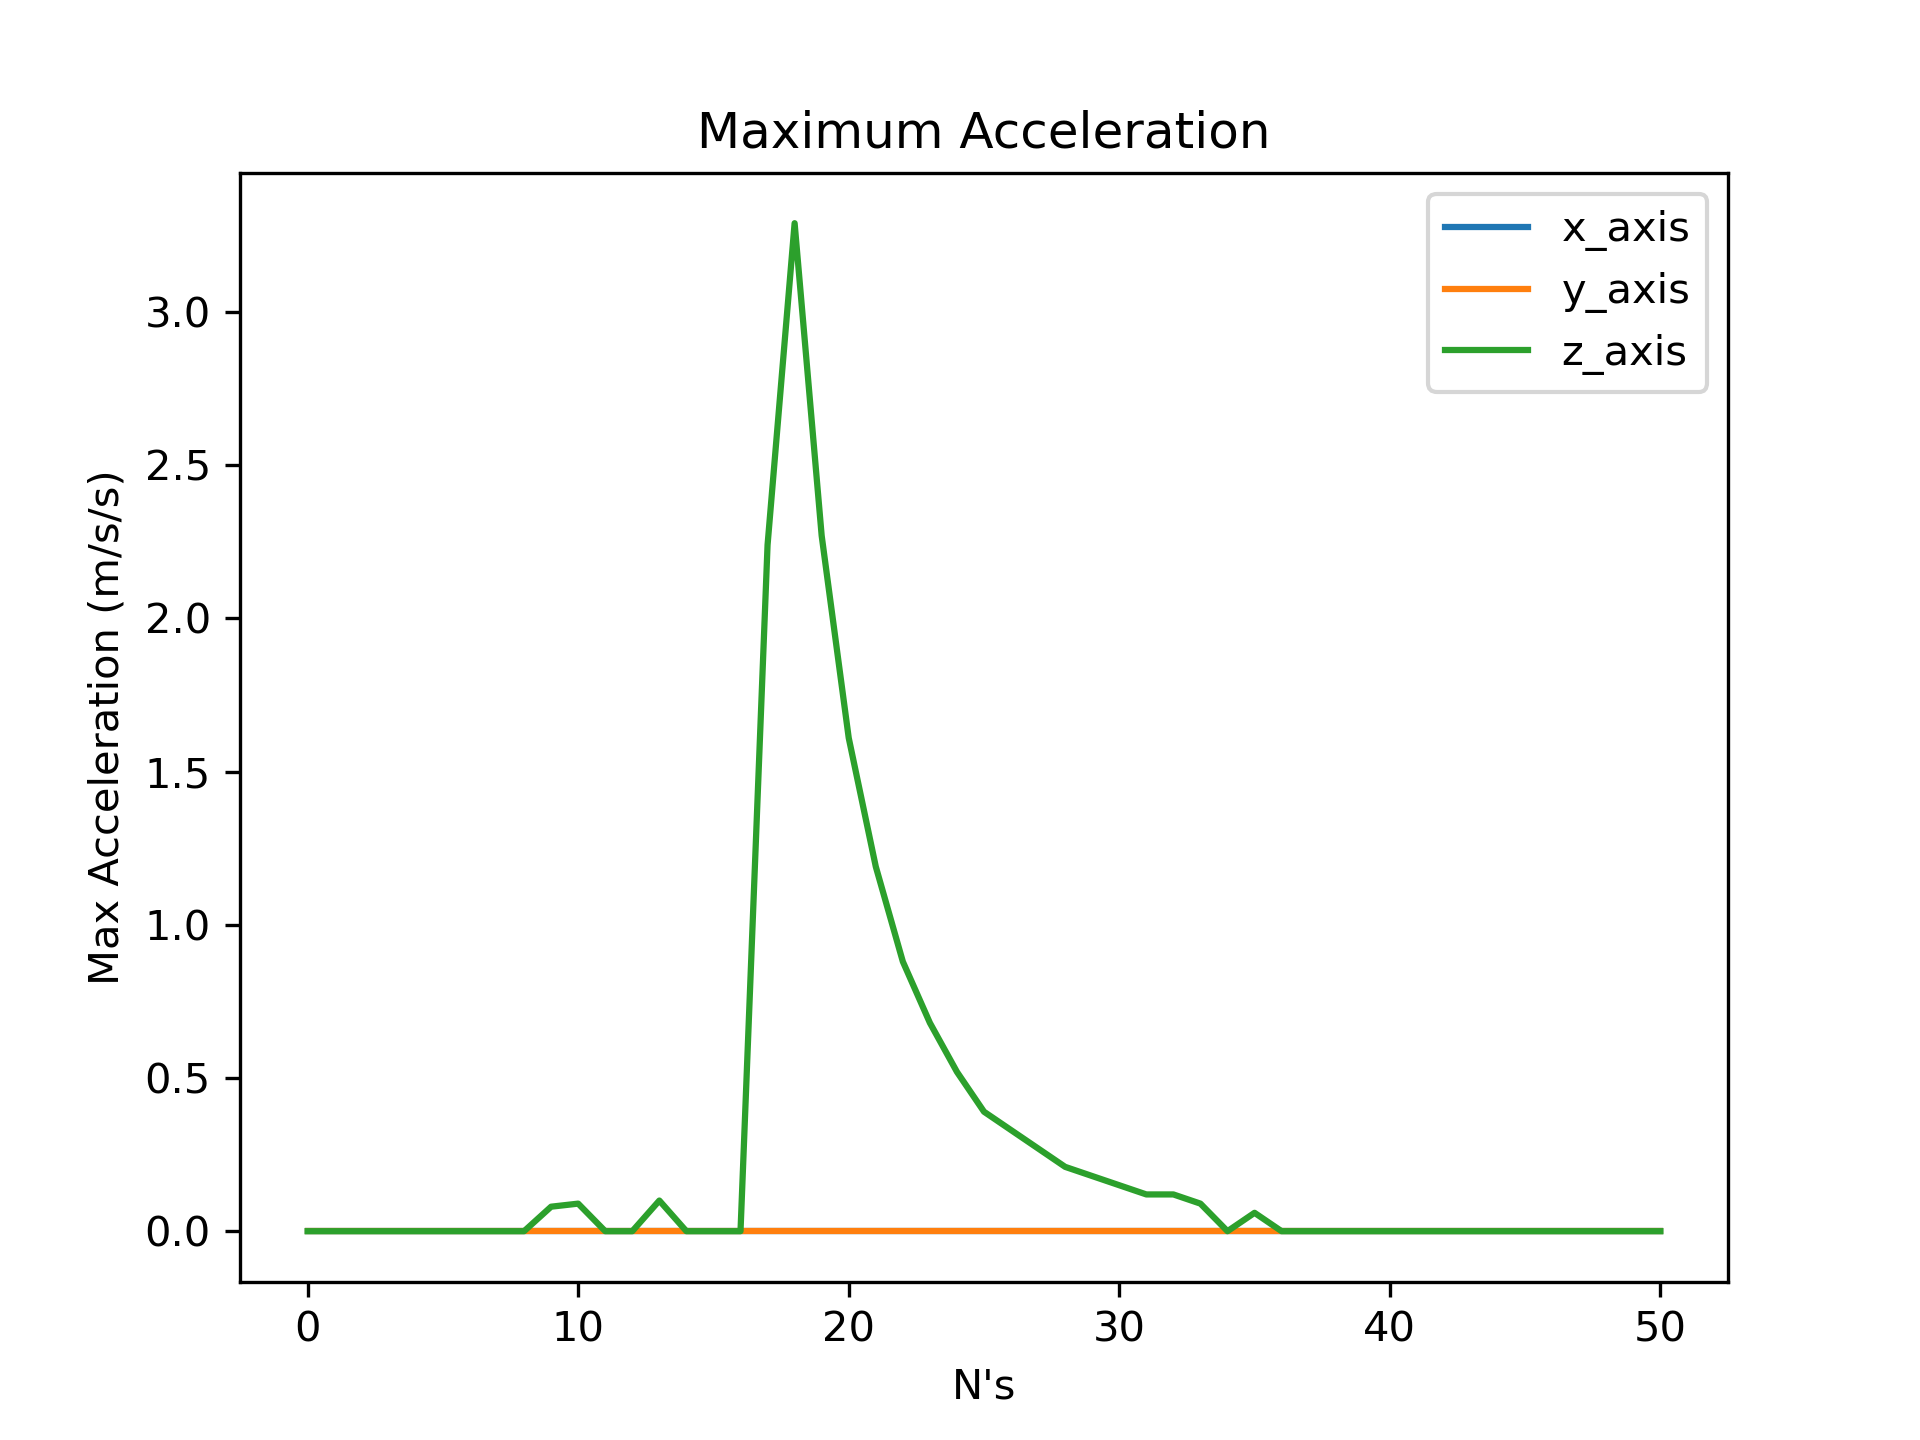 Maximum Acceleration
x_axis
y_axis
z_axis
Max Acceleration (m/s/s)
3.0
2.5
2.0
1.5
1.0
0.5
0.0
0 10 20 30 40 50
N's